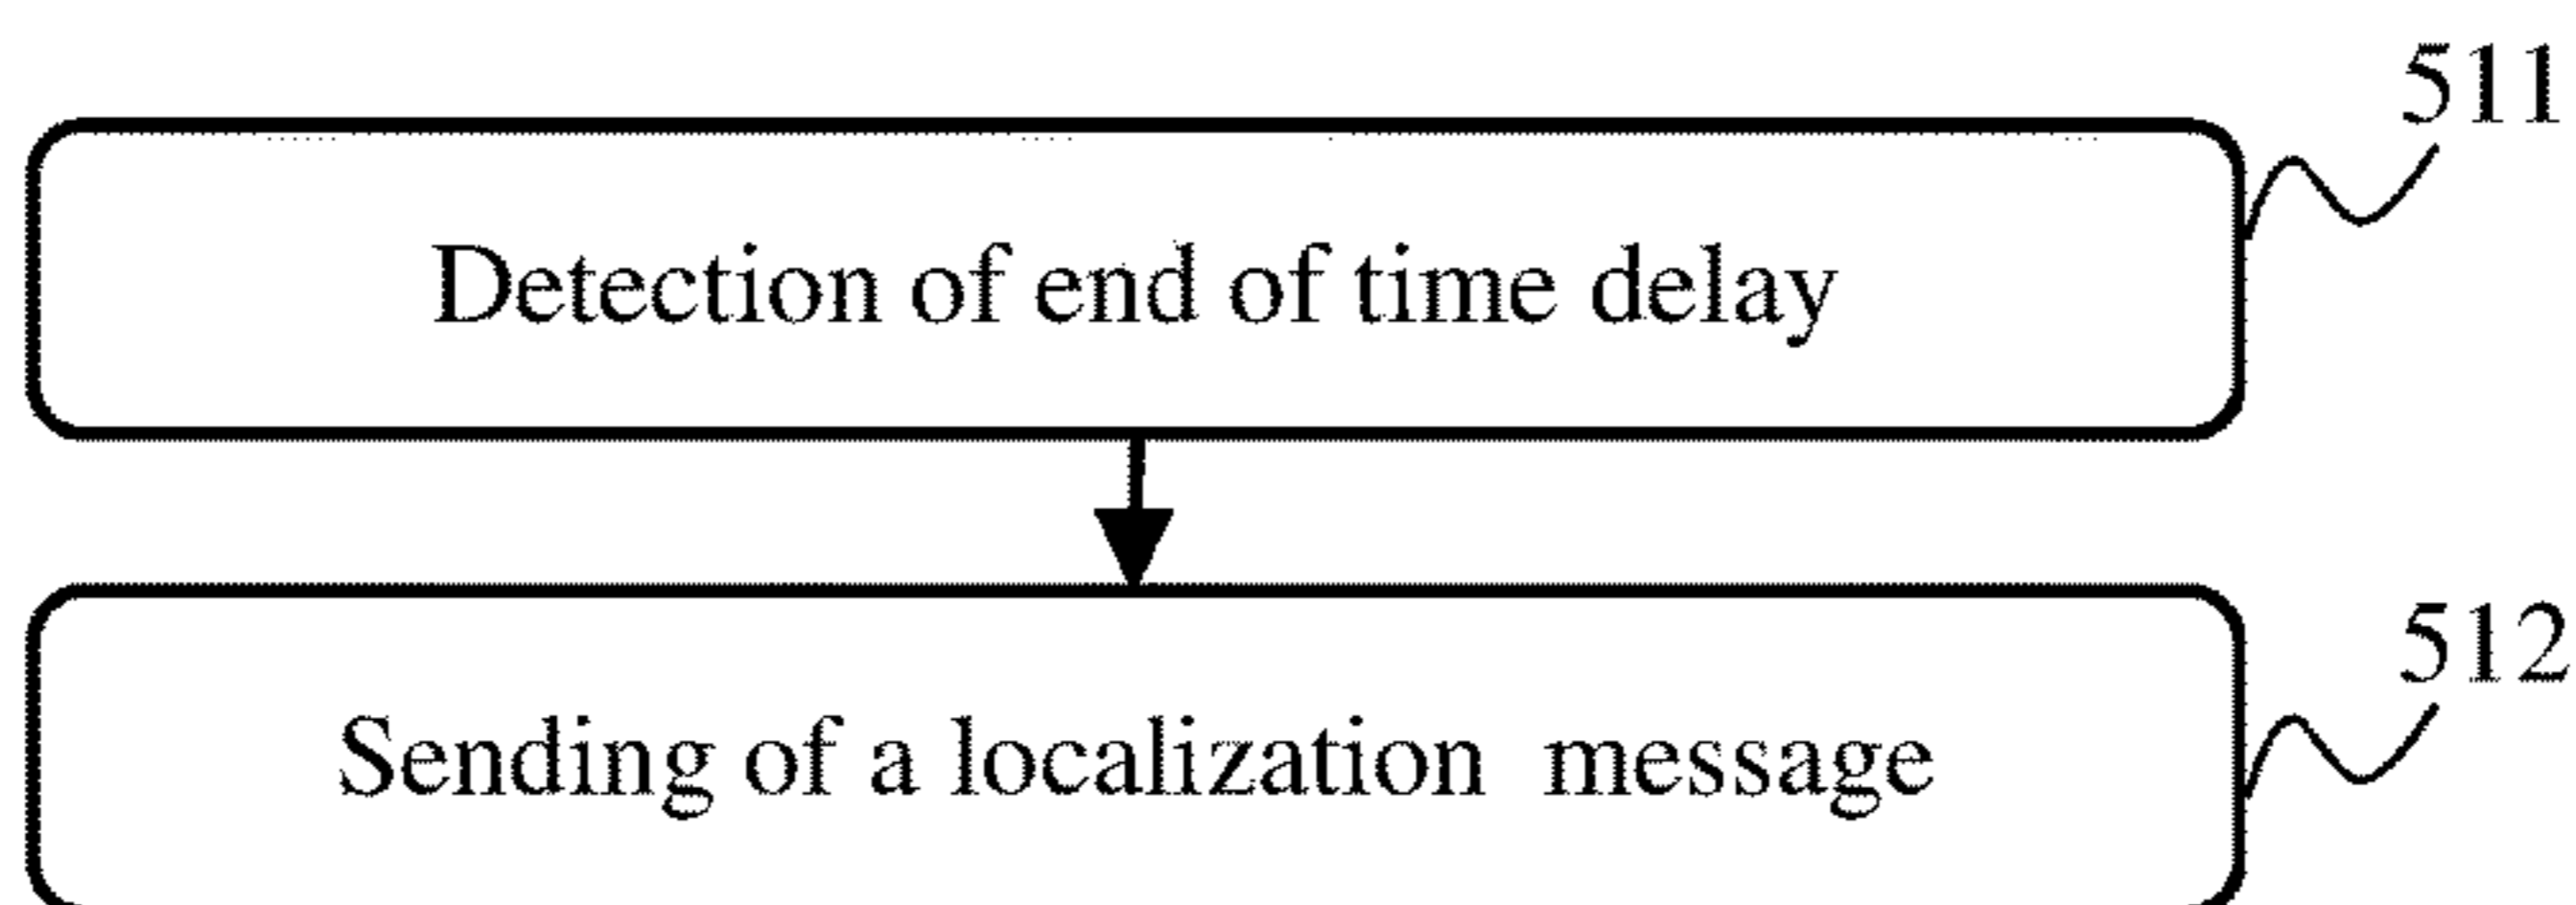 511
Detection of end of time delay
512
Sending of a localization message